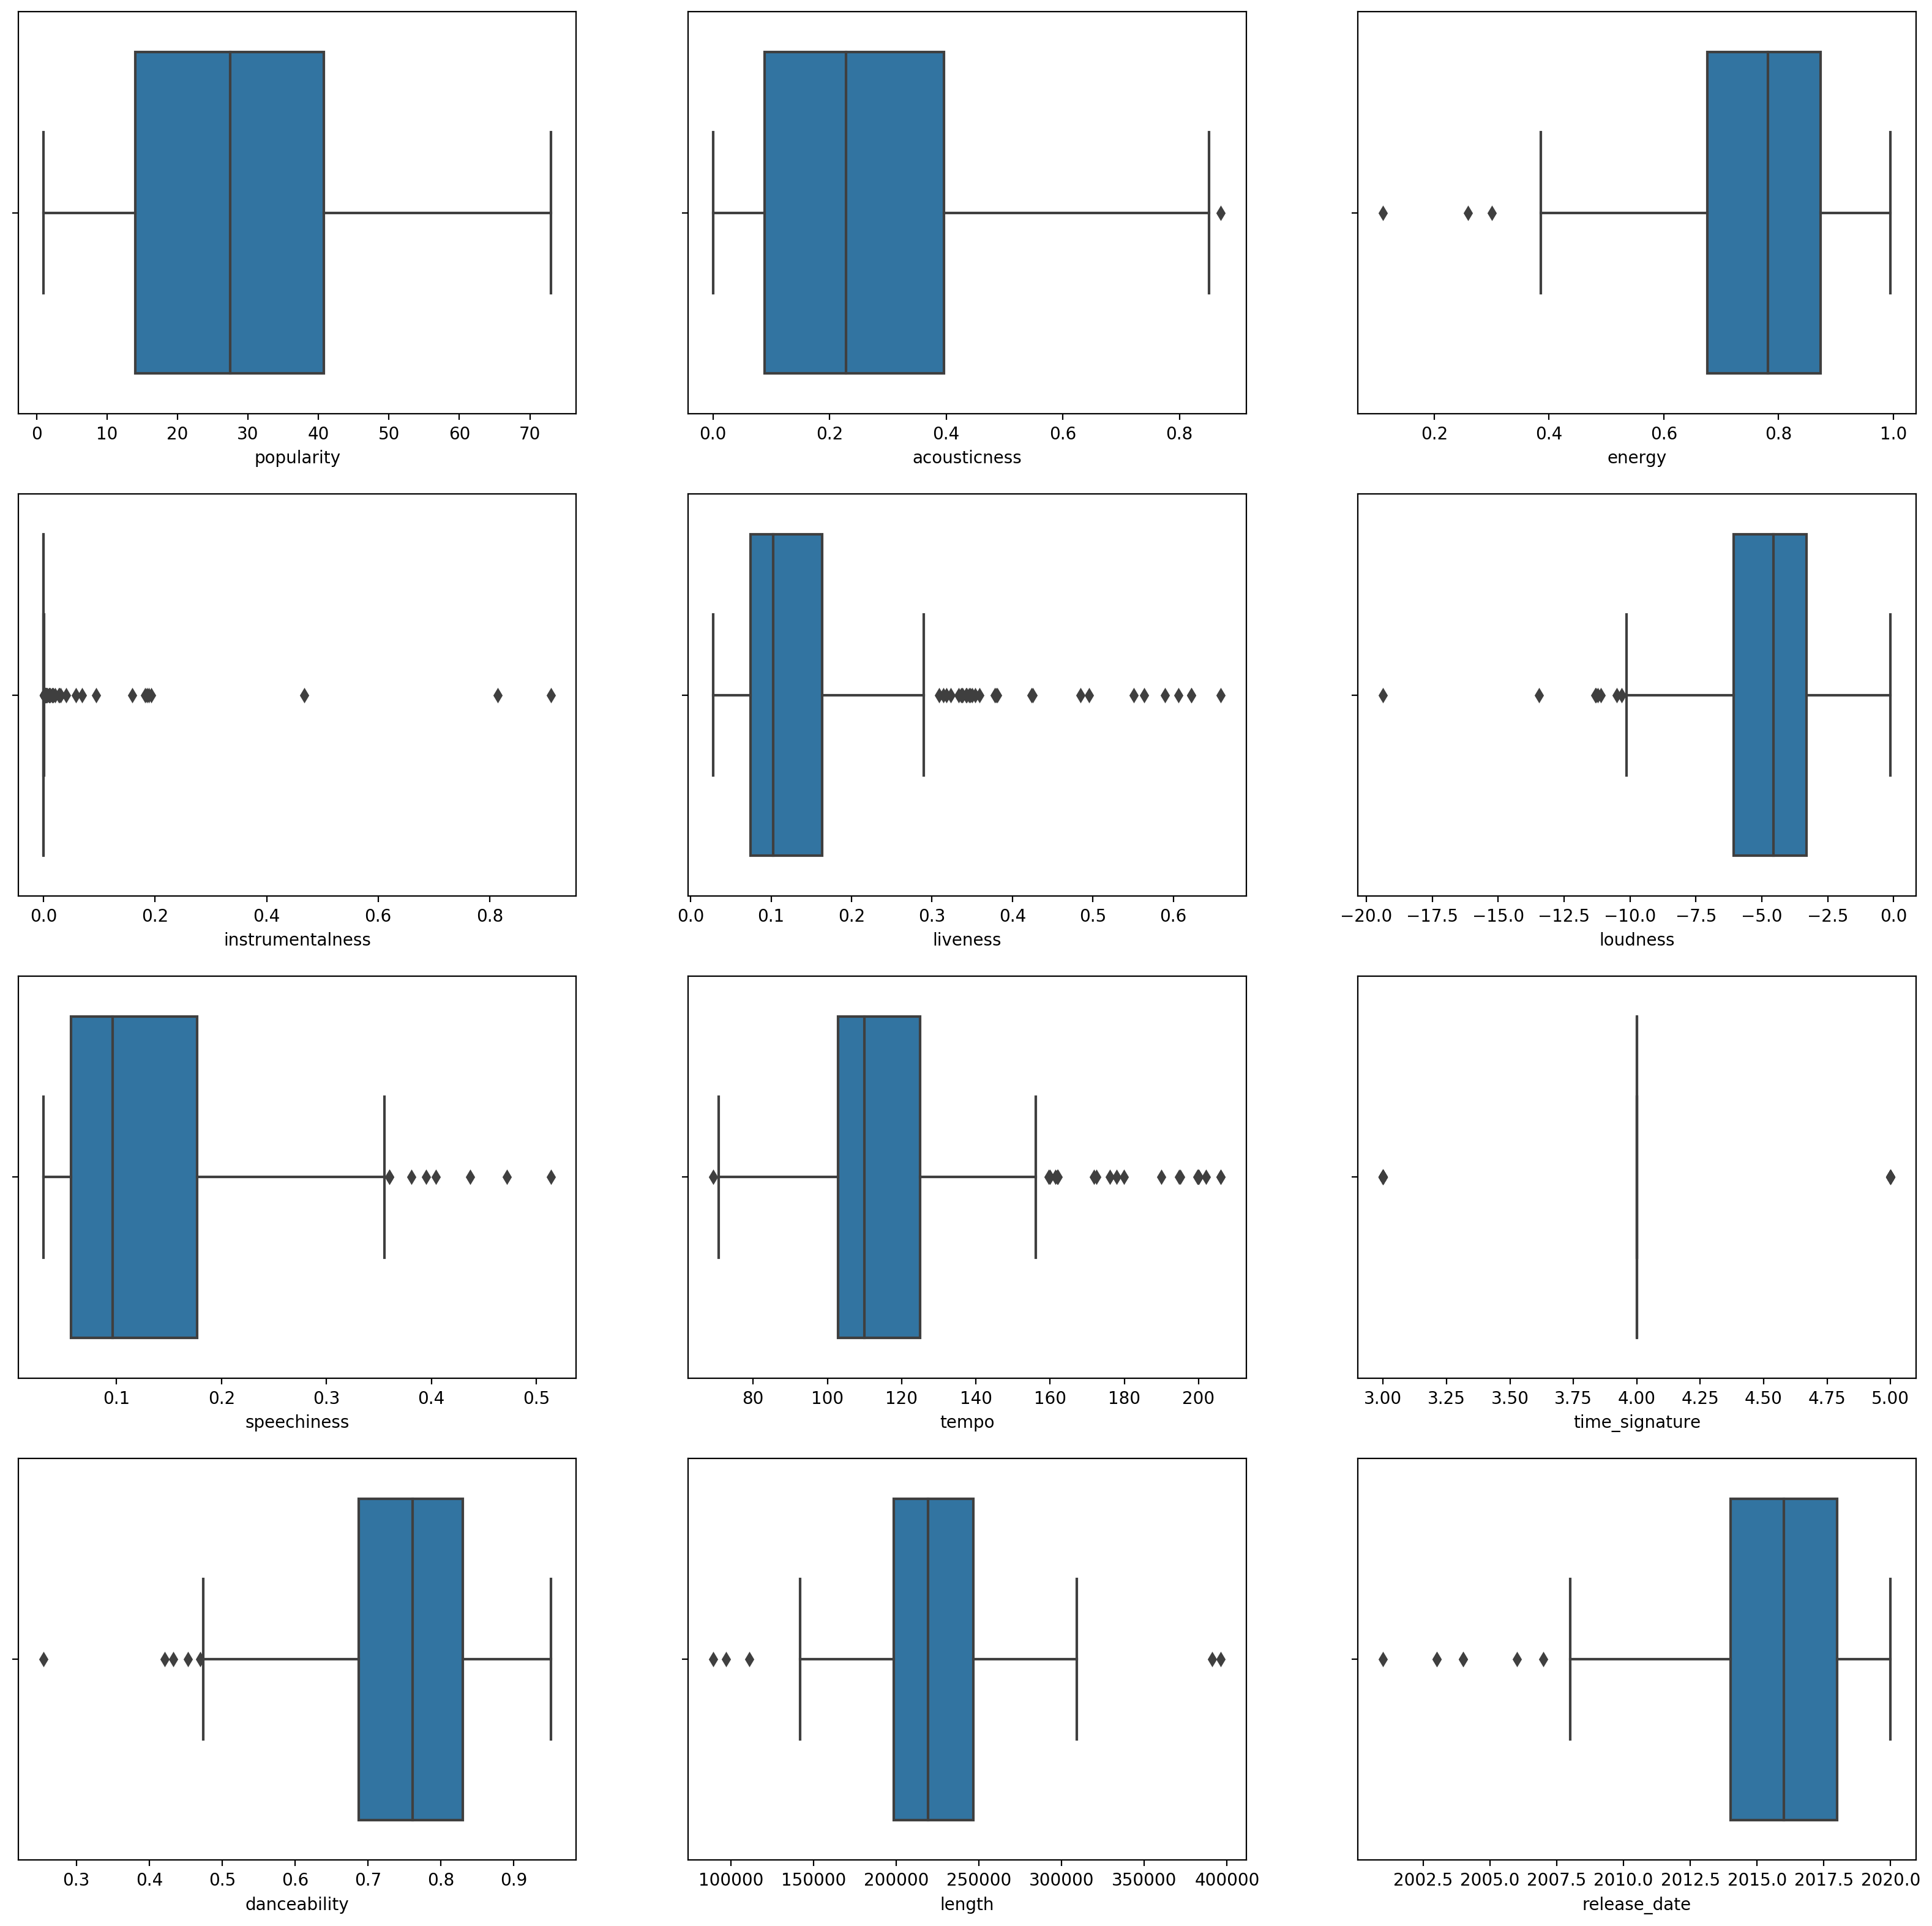 0 10 20 30 40 50 60 70
popularity
0.0 0.2 0.4 0.6 0.8
acousticness
0.2 0.4 0.6 0.8 1.0
energy
0.0 0.2 0.4 0.6 0.8
instrumentalness
0.0 0.1 0.2 0.3 0.4 0.5 0.6
liveness
−20.0 −17.5 −15.0 −12.5 −10.0 −7.5 −5.0 −2.5 0.0
loudness
0.1 0.2 0.3 0.4 0.5
speechiness
80 100 120 140 160 180 200
tempo
3.00 3.25 3.50 3.75 4.00 4.25 4.50 4.75 5.00
time_signature
0.3 0.4 0.5 0.6 0.7 0.8 0.9
danceability
100000 150000 200000 250000 300000 350000 400000
length
2002.5 2005.0 2007.5 2010.0 2012.5 2015.0 2017.5 2020.0
release_date